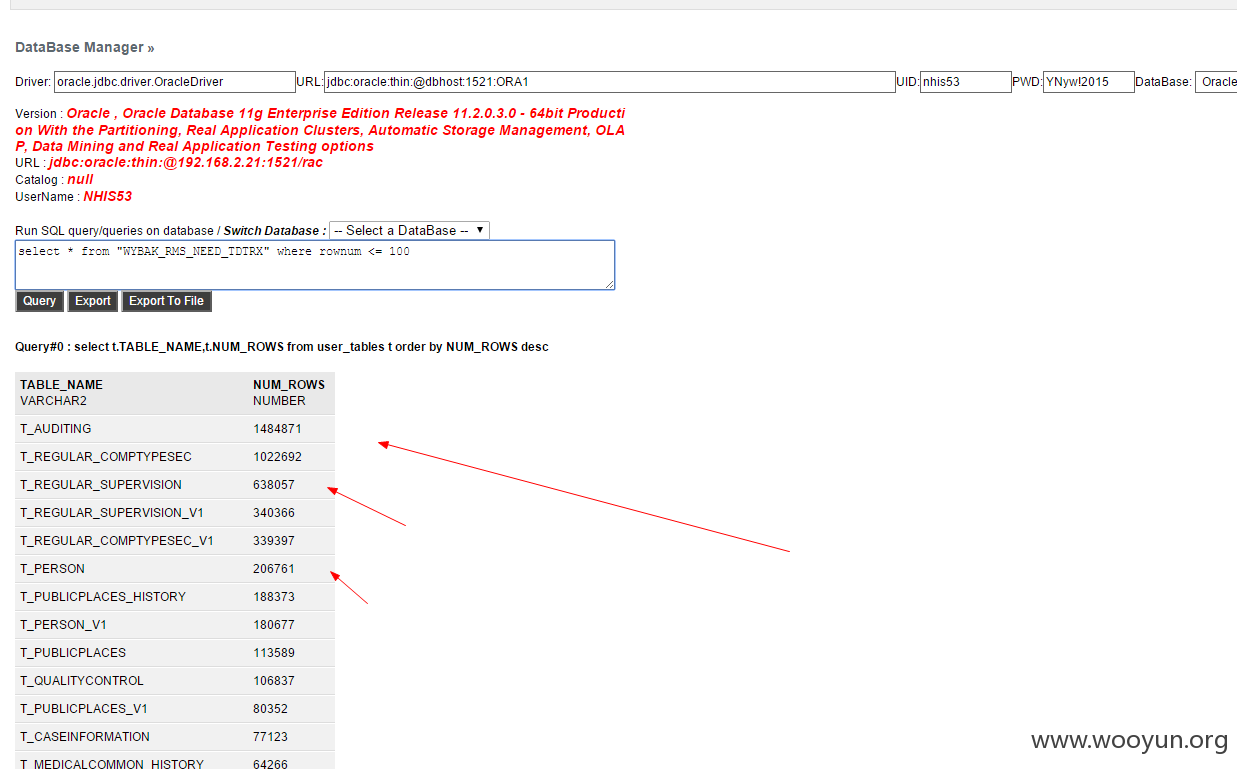 DataBase Manager »
Driver: oracle.jdbc.driver.OracleDriver URL: jdbc:oracle:thin:@dbhost:1521:ORA1 UID: nhis53 PWD: YNyw!2015 DataBase: Oracle
Version : Oracle , Oracle Database 11g Enterprise Edition Release 11.2.0.3.0 - 64bit Producti
on With the Partitioning, Real Application Clusters, Automatic Storage Management, OLA
P, Data Mining and Real Application Testing options
URL : jdbc:oracle:thin:@192.168.2.21:1521/rac
Catalog : null
UserName : NHIS53
Run SQL query/queries on database / Switch Database : -- Select a DataBase -- ▼
select * from "WYBAK_RMS_NEED_TDTRX" where rownum <= 100
Query Export Export To File
Query#0 : select t.TABLE_NAME,t.NUM_ROWS from user_tables t order by NUM_ROWS desc
TABLE_NAME NUM_ROWS
VARCHAR2 NUMBER
T_AUDITING 1484871
T_REGULAR_COMPTYPESEC 1022692
T_REGULAR_SUPERVISION 638057
T_REGULAR_SUPERVISION_V1 340366
T_REGULAR_COMPTYPESEC_V1 339397
T_PERSON 206761
T_PUBLICPLACES_HISTORY 188373
T_PERSON_V1 180677
T_PUBLICPLACES 113589
T_QUALITYCONTROL 106837
T_PUBLICPLACES_V1 80352
T_CASEINFORMATION 77123
T_MEDICALCOMMON_HISTORY 64266
www.wooyun.org